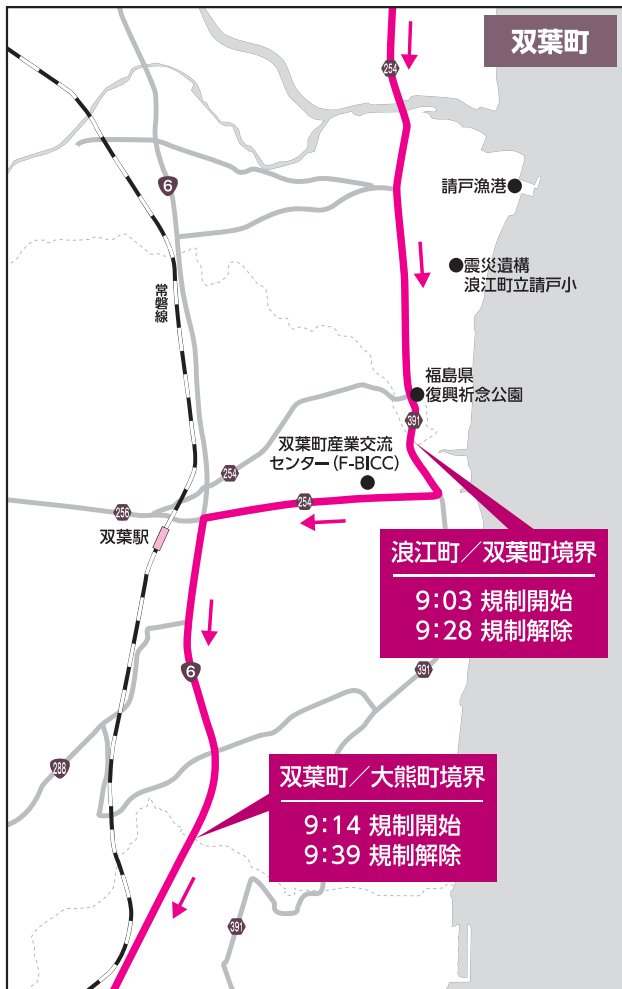 双葉町
254
6
請戸漁港
震災遺構
浪江町立請戸小
常磐線
福島県
復興祈念公園
391
双葉町産業交流
センター(F-BICC)
254
254
256
双葉駅
浪江町/双葉町境界
9:03 規制開始
9:28 規制解除
6
391
288
双葉町/大熊町境界
9:14 規制開始
9:39 規制解除
391